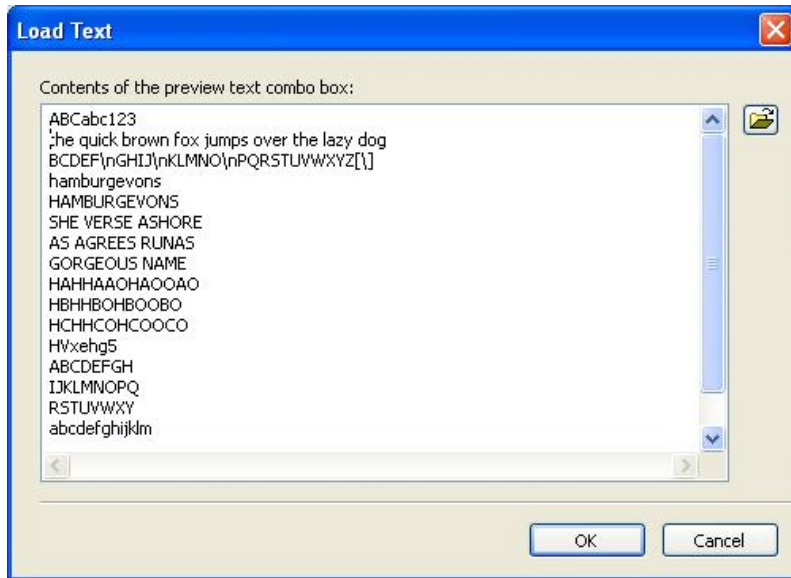 Load Text
Contents of the preview text combo box:
ABCabc123
the quick brown fox jumps over the lazy dog
BCDEF\nGHIJ\nKLMNO\nPQRSTUVWXYZ[\]
hamburgevons
HAMBURGEVONS
SHE VERSE ASHORE
AS AGREES RUNAS
GORGEOUS NAME
HAHHAAOHAOOAO
HBHHBOHBOOBO
HCHHCOHCOOCO
HVxehg5
ABCDEFGH
IJKLMNOPQ
RSTUVWXY
abcdefghijklm
OK Cancel